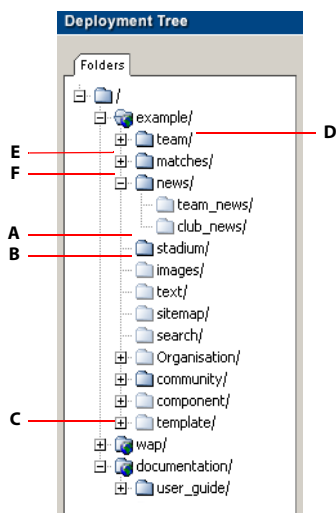 Deployment Tree
Folders
/
example/
D
team/
E
matches/
F
news/
team_news/
A
club_news/
B
stadium/
images/
text/
sitemap/
search/
Organisation/
community/
component/
C
template/
wap/
documentation/
user_guide/